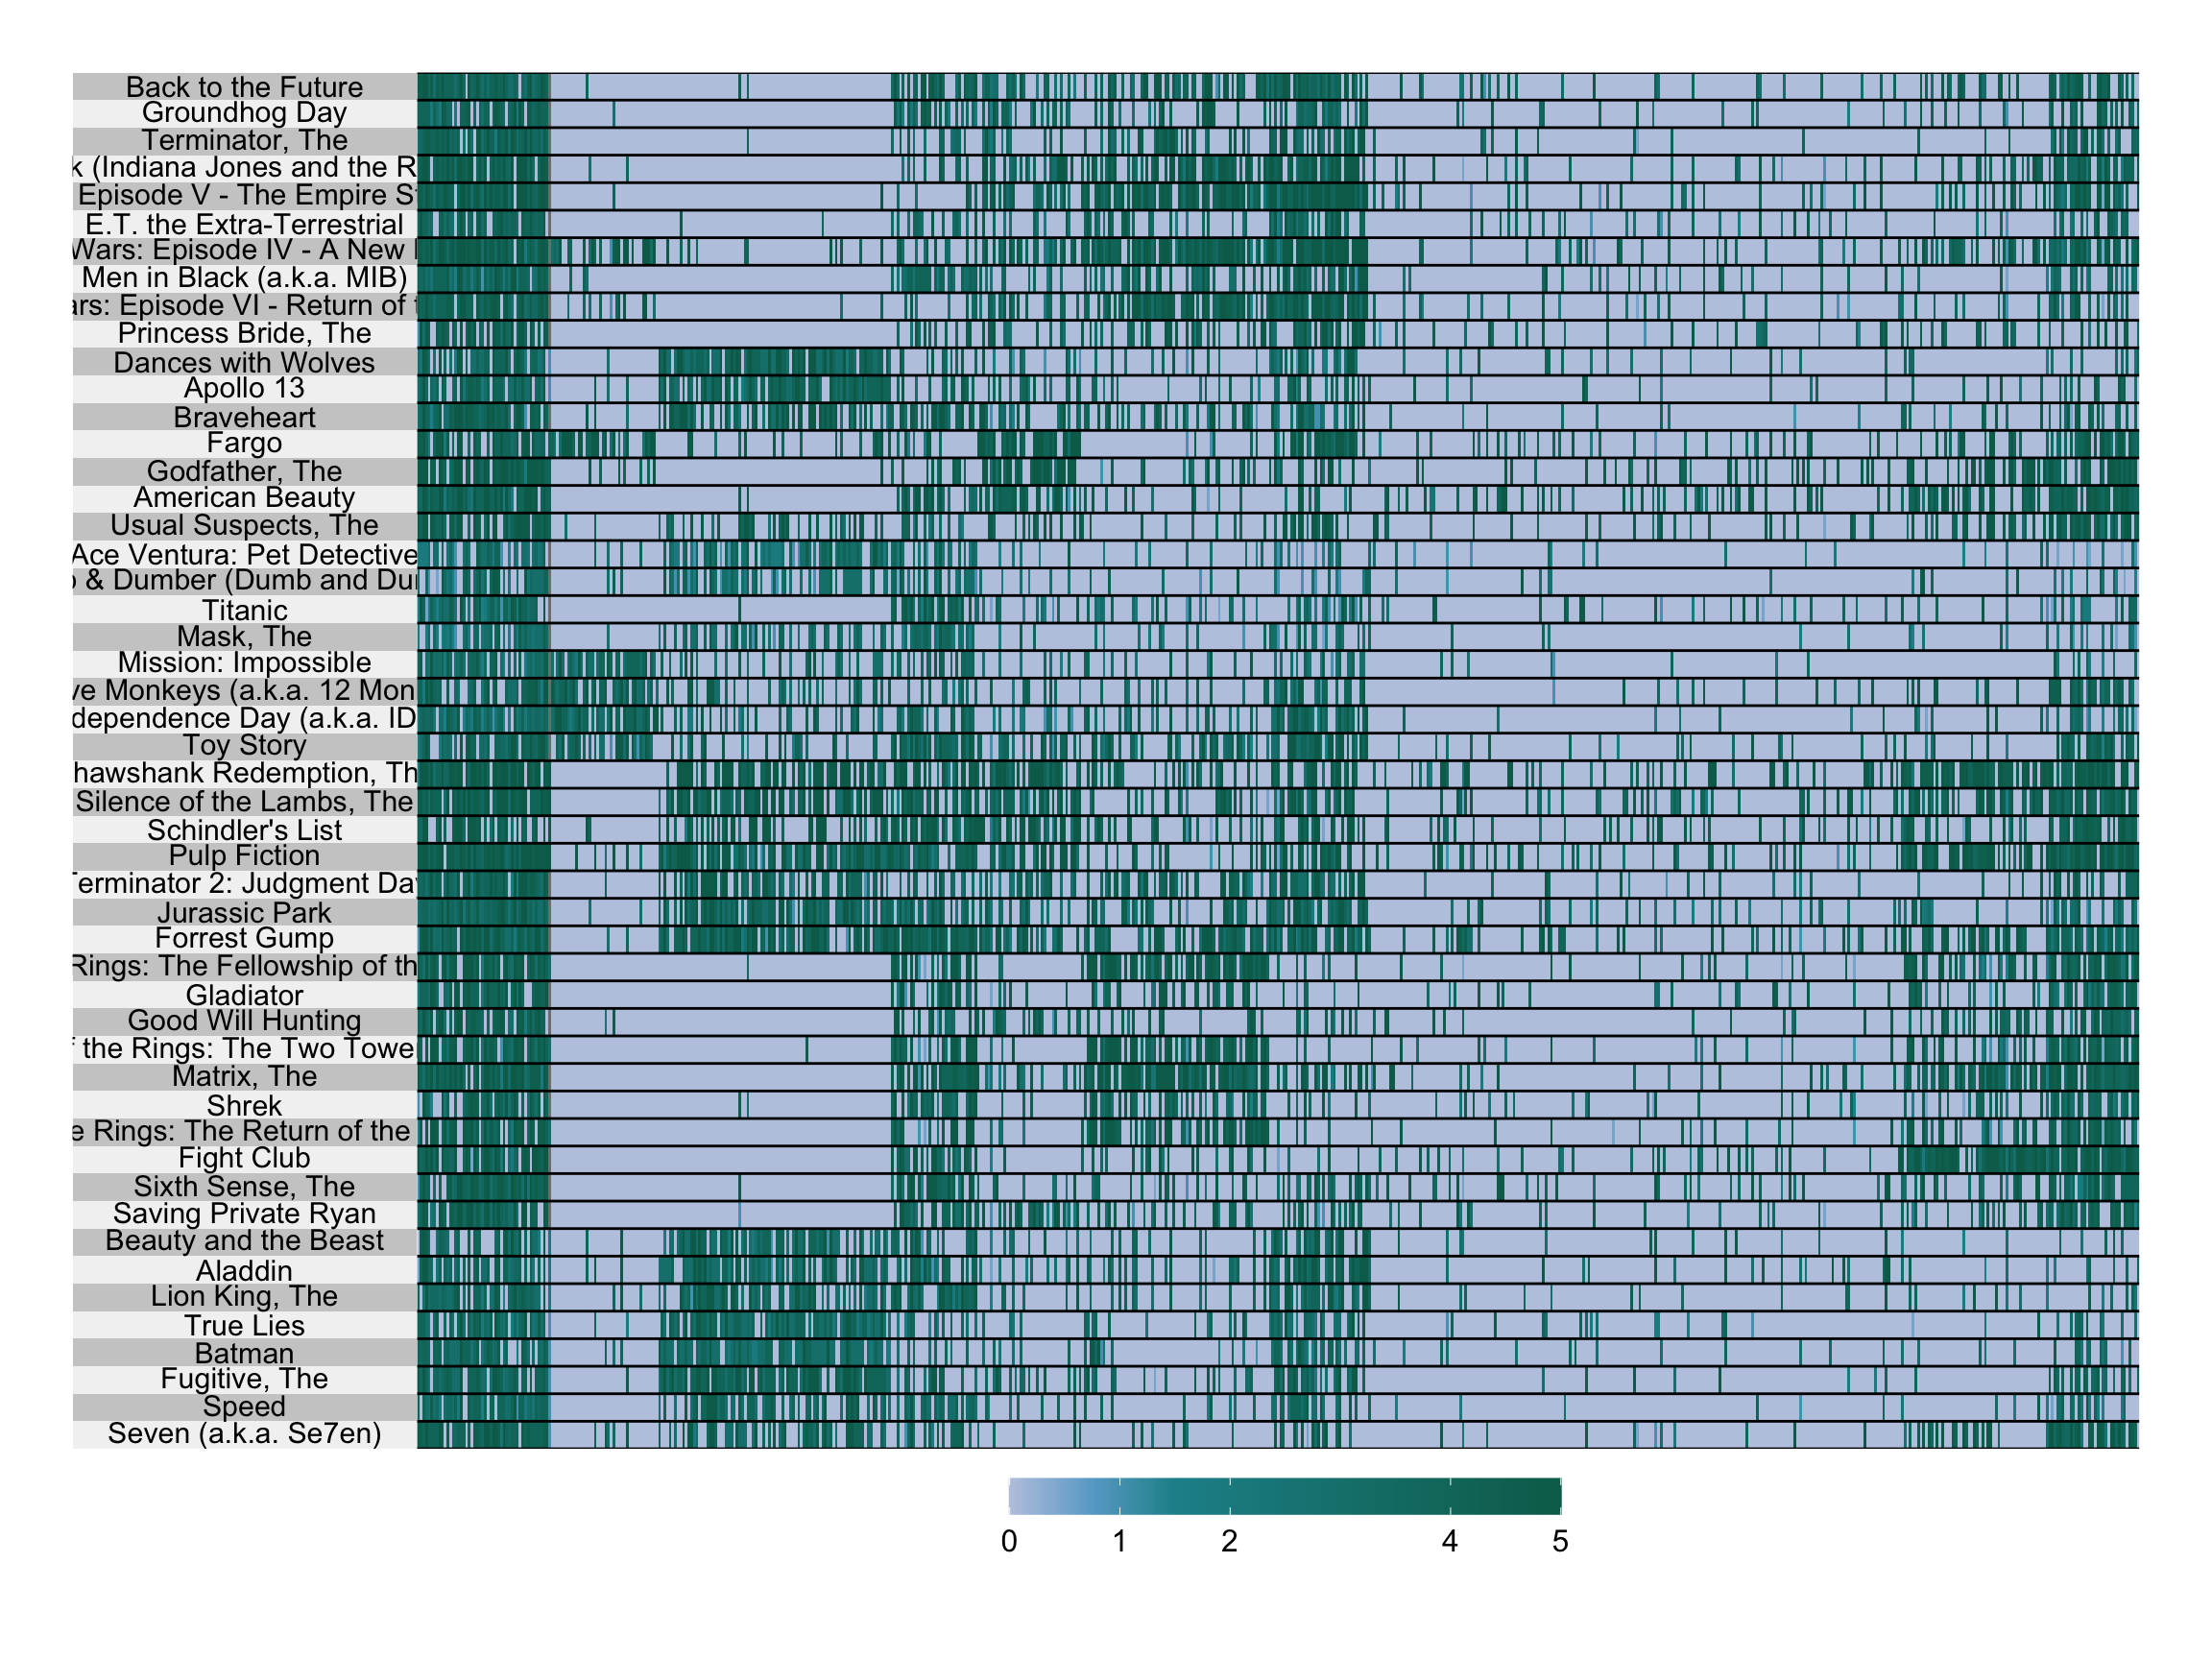 Back to the Future
Groundhog Day
Terminator, The
k (Indiana Jones and the R
Episode V - The Empire S
E.T. the Extra-Terrestrial
Wars: Episode IV - A New
Men in Black (a.k.a. MIB)
ars: Episode VI - Return of t
Princess Bride, The
Dances with Wolves
Apollo 13
Braveheart
Fargo
Godfather, The
American Beauty
Usual Suspects, The
Ace Ventura: Pet Detective
& Dumber (Dumb and Du
Titanic
Mask, The
Mission: Impossible
ve Monkeys (a.k.a. 12 Mon
dependence Day (a.k.a. ID
Toy Story
hawshank Redemption, Th
Silence of the Lambs, The
Schindler's List
Pulp Fiction
Terminator 2: Judgment Day
Jurassic Park
Forrest Gump
Rings: The Fellowship of th
Gladiator
Good Will Hunting
the Rings: The Two Towe
Matrix, The
Shrek
e Rings: The Return of the
Fight Club
Sixth Sense, The
Saving Private Ryan
Beauty and the Beast
Aladdin
Lion King, The
True Lies
Batman
Fugitive, The
Speed
Seven (a.k.a. Se7en)
0 1 2 4 5